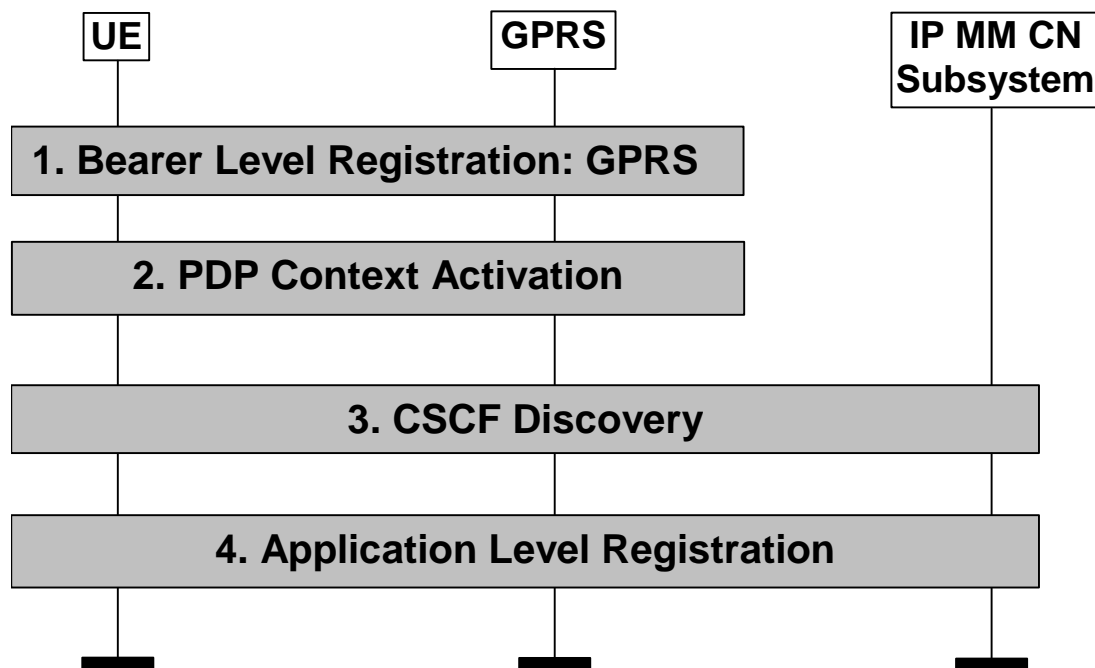 UE
GPRS
IP MM CN
Subsystem
1. Bearer Level Registration: GPRS
2. PDP Context Activation
3. CSCF Discovery
4. Application Level Registration